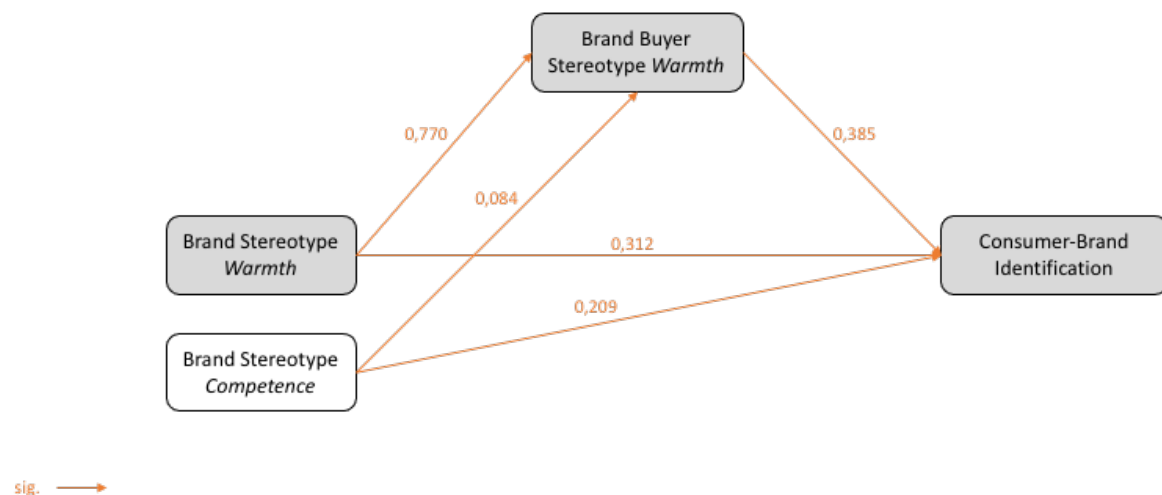 Brand Buyer
Stereotype Warmth
0,770
0,385
0,084
Brand Stereotype
Warmth
0,312
Consumer-Brand
Identification
0,209
Brand Stereotype
Competence
sig.